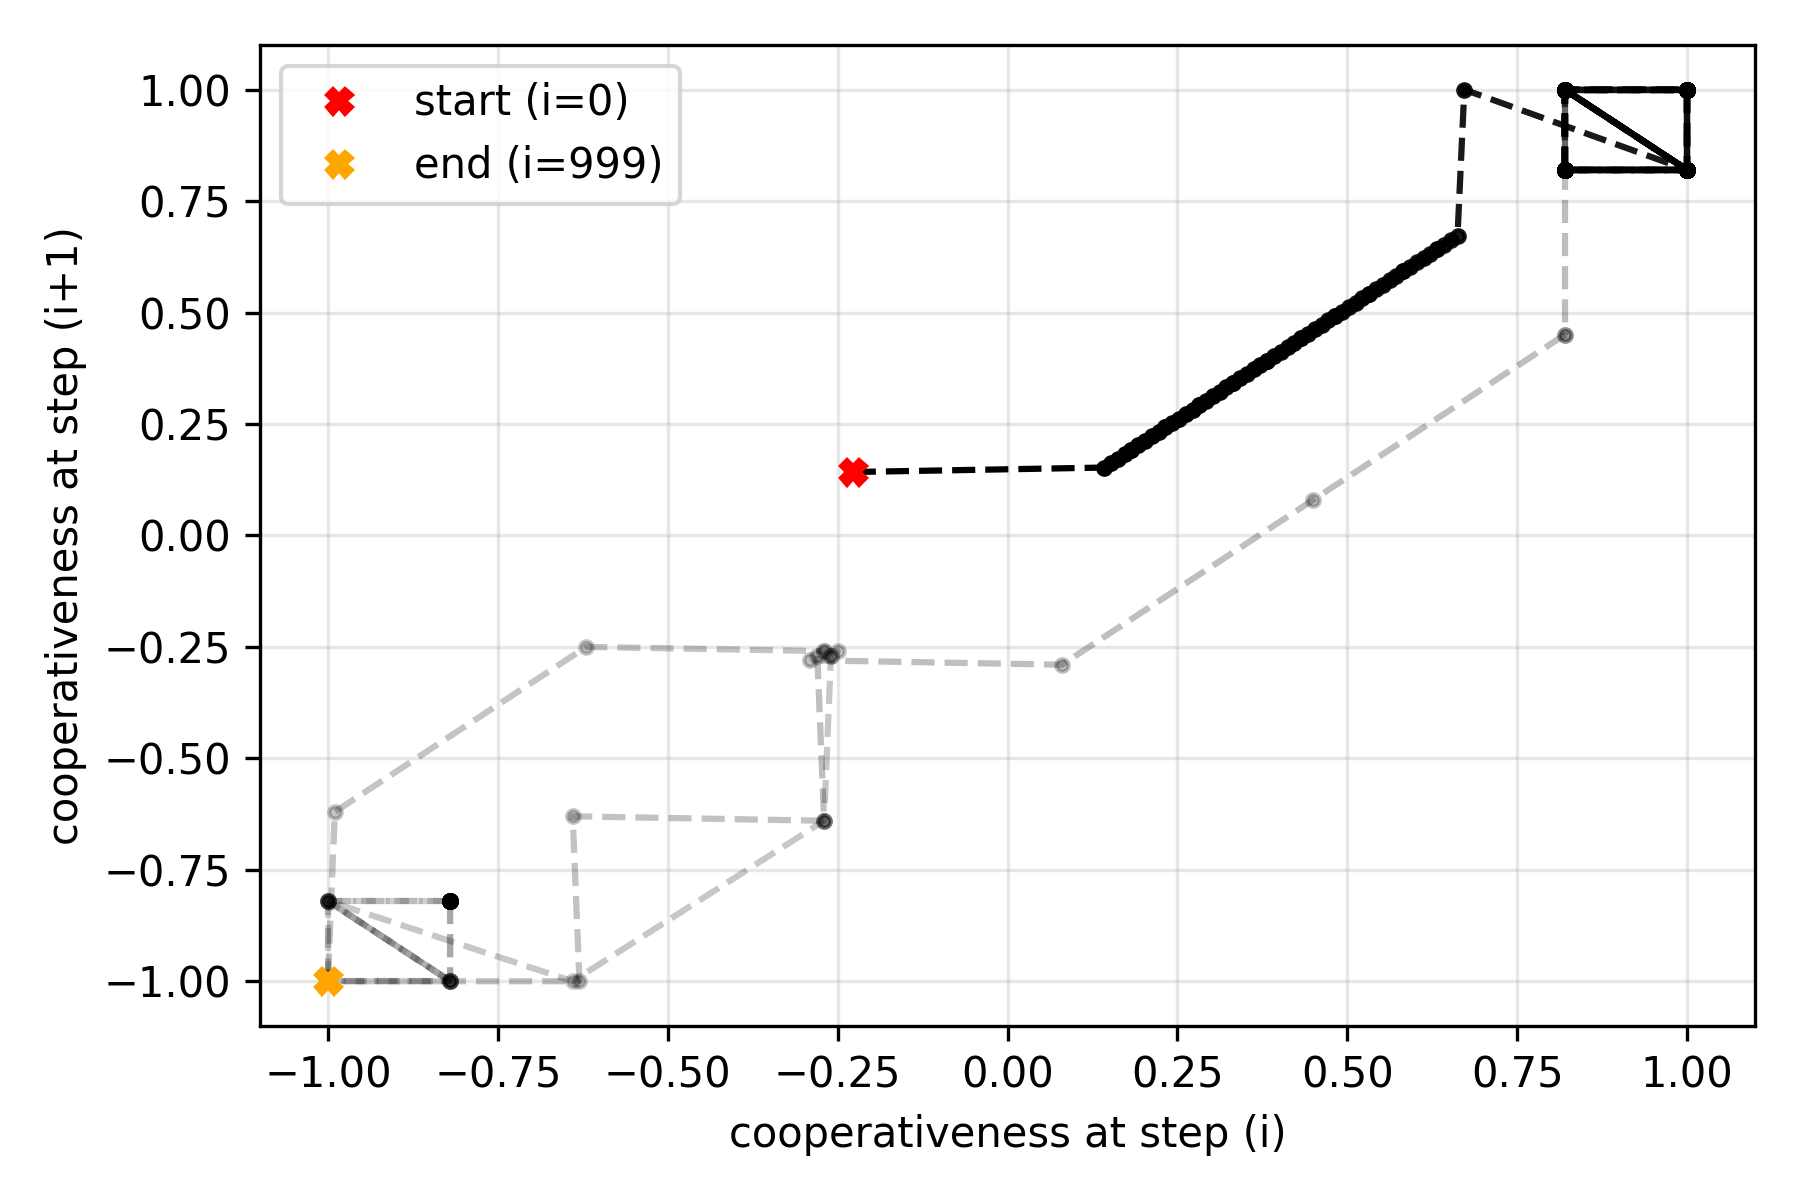 start (i=0)
end (i=999)
1.00
0.75
0.50
0.25
0.00
−0.25
−0.50
−0.75
−1.00
cooperativeness at step (i+1)
−1.00 −0.75 −0.50 −0.25 0.00 0.25 0.50 0.75 1.00
cooperativeness at step (i)